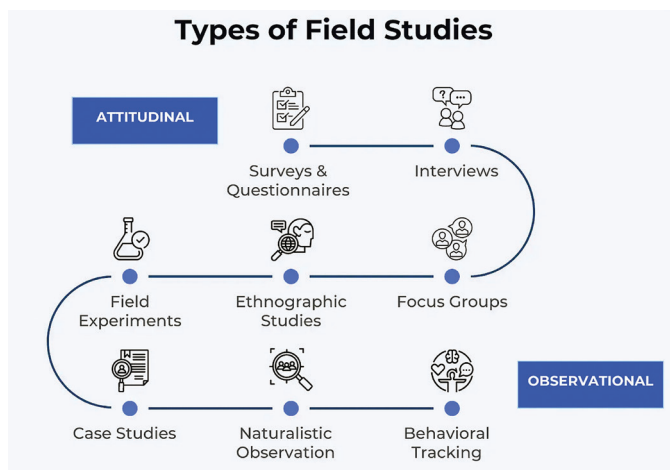 Types of Field Studies
ATTITUDINAL
Surveys &
Questionnaires
Interviews
Field
Experiments
Ethnographic
Studies
Focus Groups
OBSERVATIONAL
Case Studies
Naturalistic
Observation
Behavioral
Tracking